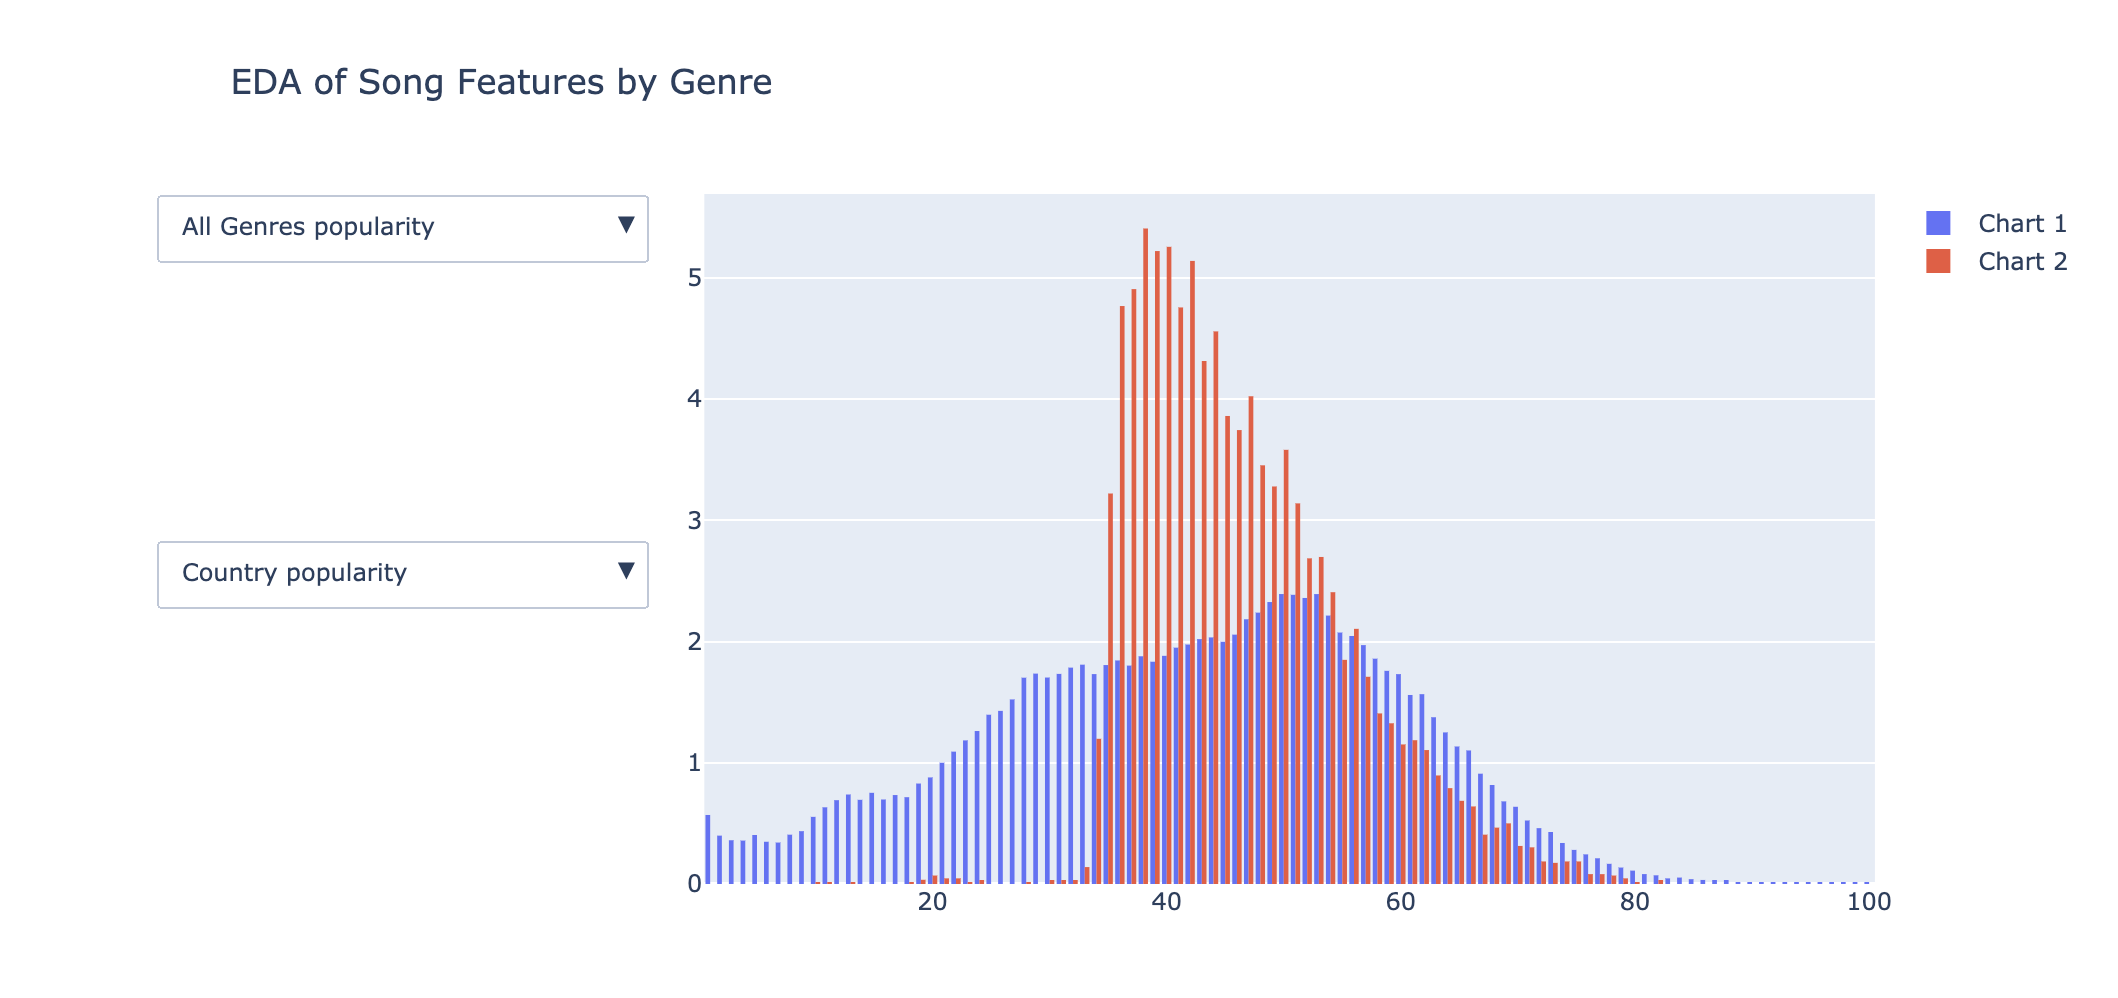 EDA of Song Features by Genre
All Genres popularity ▼
Country popularity ▼
5
4
3
2
1
0
20 40 60 80 100
Chart 1
Chart 2